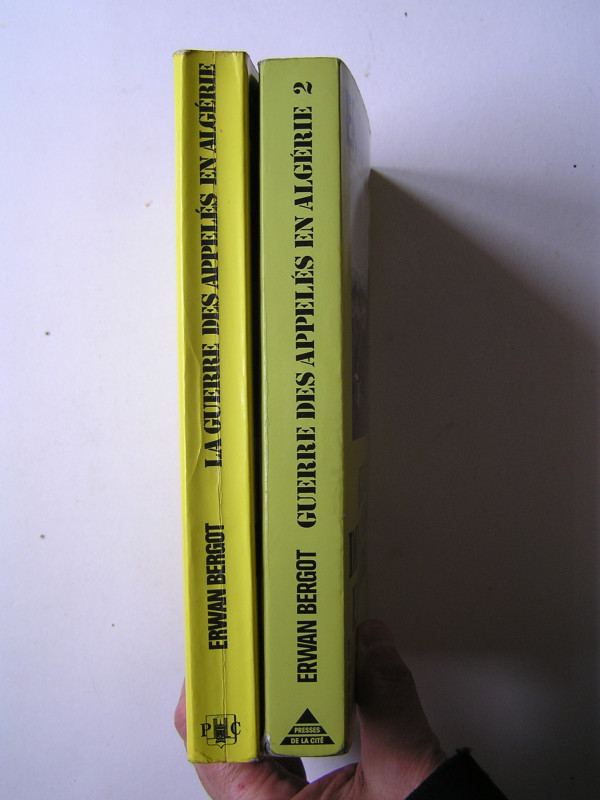 ERWAN BERGOT LA GUERRE DES APPELÉS EN ALGÉRIE
P C
ERWAN BERGOT GUERRE DES APPELÉS EN ALGÉRIE 2
PRESSES
DE LA CITÉ